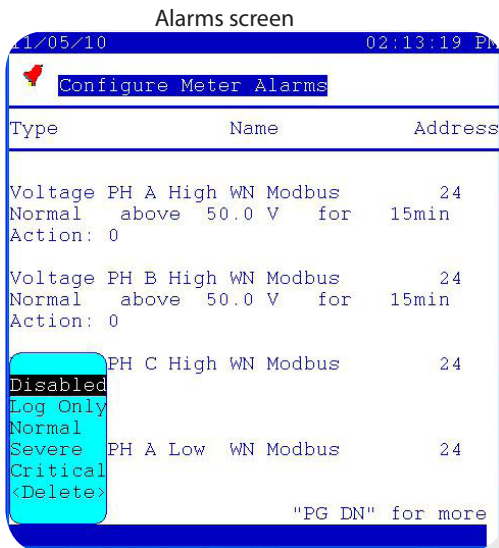 Alarms screen
1/05/10 02:13:19 P
Configure Meter Alarms
Type Name Address
Voltage PH A High WN Modbus 24
Normal above 50.0 V for 15min
Action: 0
Voltage PH B High WN Modbus 24
Normal above 50.0 V for 15min
Action: 0
PH C High WN Modbus 24
Disabled
Log Only
Normal
Severe PH A Low WN Modbus 24
Critical
<Delete>
"PG DN" for more